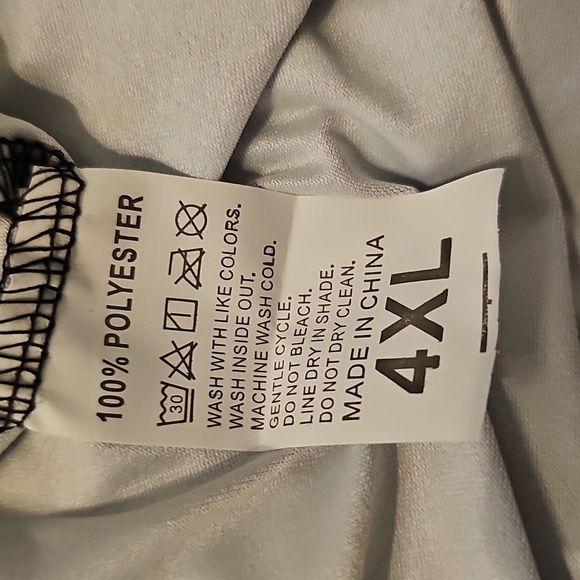 100% POLYESTER
30
WASH WITH LIKE COLORS.
WASH INSIDE OUT.
MACHINE WASH COLD.
GENTLE CYCLE.
DO NOT BLEACH.
LINE DRY IN SHADE.
DO NOT DRY CLEAN.
MADE IN CHINA
4XL